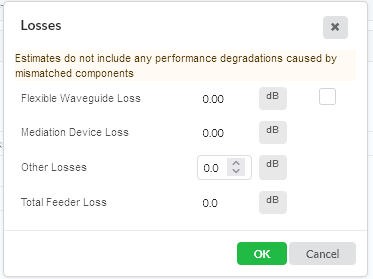 Losses
Estimates do not include any performance degradations caused by
mismatched components
Flexible Waveguide Loss 0.00 dB
Mediation Device Loss 0.00 dB
Other Losses 0.0 dB
Total Feeder Loss 0.0 dB
OK Cancel